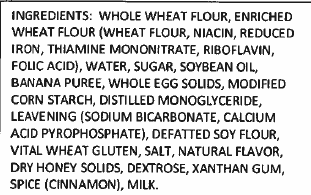 INGREDIENTS: WHOLE WHEAT FLOUR, ENRICHED
WHEAT FLOUR (WHEAT FLOUR, NIACIN, REDUCED
IRON, THIAMINE MONONITRATE, RIBOFLAVIN,
FOLIC ACID), WATER, SUGAR, SOYBEAN OIL,
BANANA PUREE, WHOLE EGG SOLIDS, MODIFIED
CORN STARCH, DISTILLED MONOGLYCERIDE,
LEAVENING (SODIUM BICARBONATE, CALCIUM
ACID PYROPHOSPHATE), DEFATTED SOY FLOUR,
VITAL WHEAT GLUTEN, SALT, NATURAL FLAVOR,
DRY HONEY SOLIDS, DEXTROSE, XANTHAN GUM,
SPICE (CINNAMON), MILK.